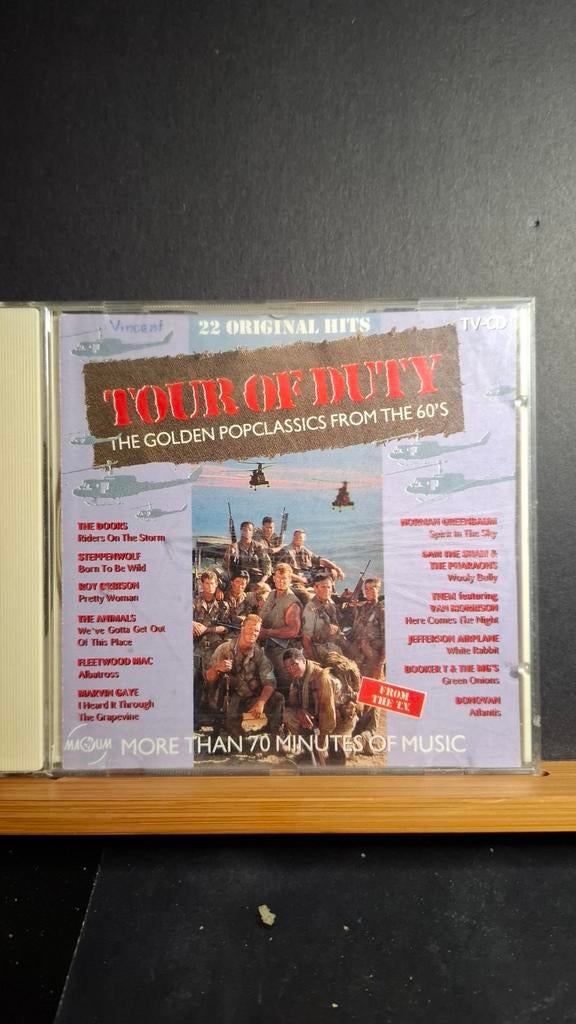 Vincent
22 ORIGINAL HITS
TV-CD
TOUR OF DUTY
THE GOLDEN POPCLASSICS FROM THE 60'S
THE DOORS
Riders On The Storm
STEPPENWOLF
Born To Be Wild
ROY ORBISON
Pretty Woman
THE ANIMALS
We've Gotta Get Out
Of This Place
FLEETWOOD MAC
Albatross
MARVIN GAYE
I Heard It Through
The Grapevine
NORMAN GREENBAUM
Spirit In The Sky
SAM THE SHAM &
THE PHARAOHS
Wooly Bully
THEM featuring
VAN MORRISON
Here Comes The Night
JEFFERSON AIRPLANE
White Rabbit
BOOKER T & THE MG'S
Green Onions
DONOVAN
Atlantis
FROM
THE T.V.
MAGNUM
MORE THAN 70 MINUTES OF MUSIC